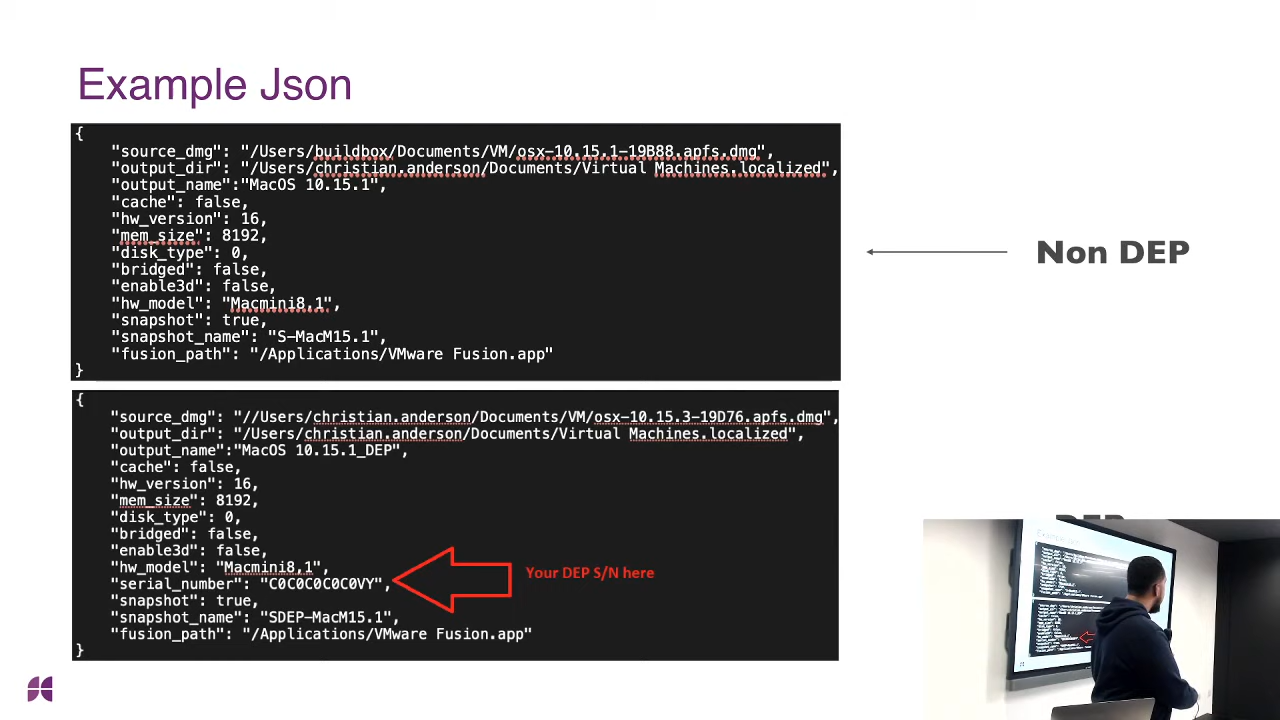 Example Json
{
"source_dmg": "/Users/buildbox/Documents/VM/osx-10.15.1-19B88.apfs.dmg",
"output_dir": "/Users/christian.anderson/Documents/Virtual Machines.localized",
"output_name":"MacOS 10.15.1",
"cache": false,
"hw_version": 16,
"mem_size": 8192,
"disk_type": 0,
"bridged": false,
"enable3d": false,
"hw_model": "Macmini8,1",
"snapshot": true,
"snapshot_name": "S-MacM15.1",
"fusion_path": "/Applications/VMware Fusion.app"
}
Non DEP
{
"source_dmg": "//Users/christian.anderson/Documents/VM/osx-10.15.3-19D76.apfs.dmg",
"output_dir": "/Users/christian.anderson/Documents/Virtual Machines.localized",
"output_name":"MacOS 10.15.1_DEP",
"cache": false,
"hw_version": 16,
"mem_size": 8192,
"disk_type": 0,
"bridged": false,
"enable3d": false,
"hw_model": "Macmini8,1",
"serial_number": "C0C0C0C0C0VY",
"snapshot": true,
"snapshot_name": "SDEP-MacM15.1",
"fusion_path": "/Applications/VMware Fusion.app"
}
Your DEP S/N here
DEP
Example Json